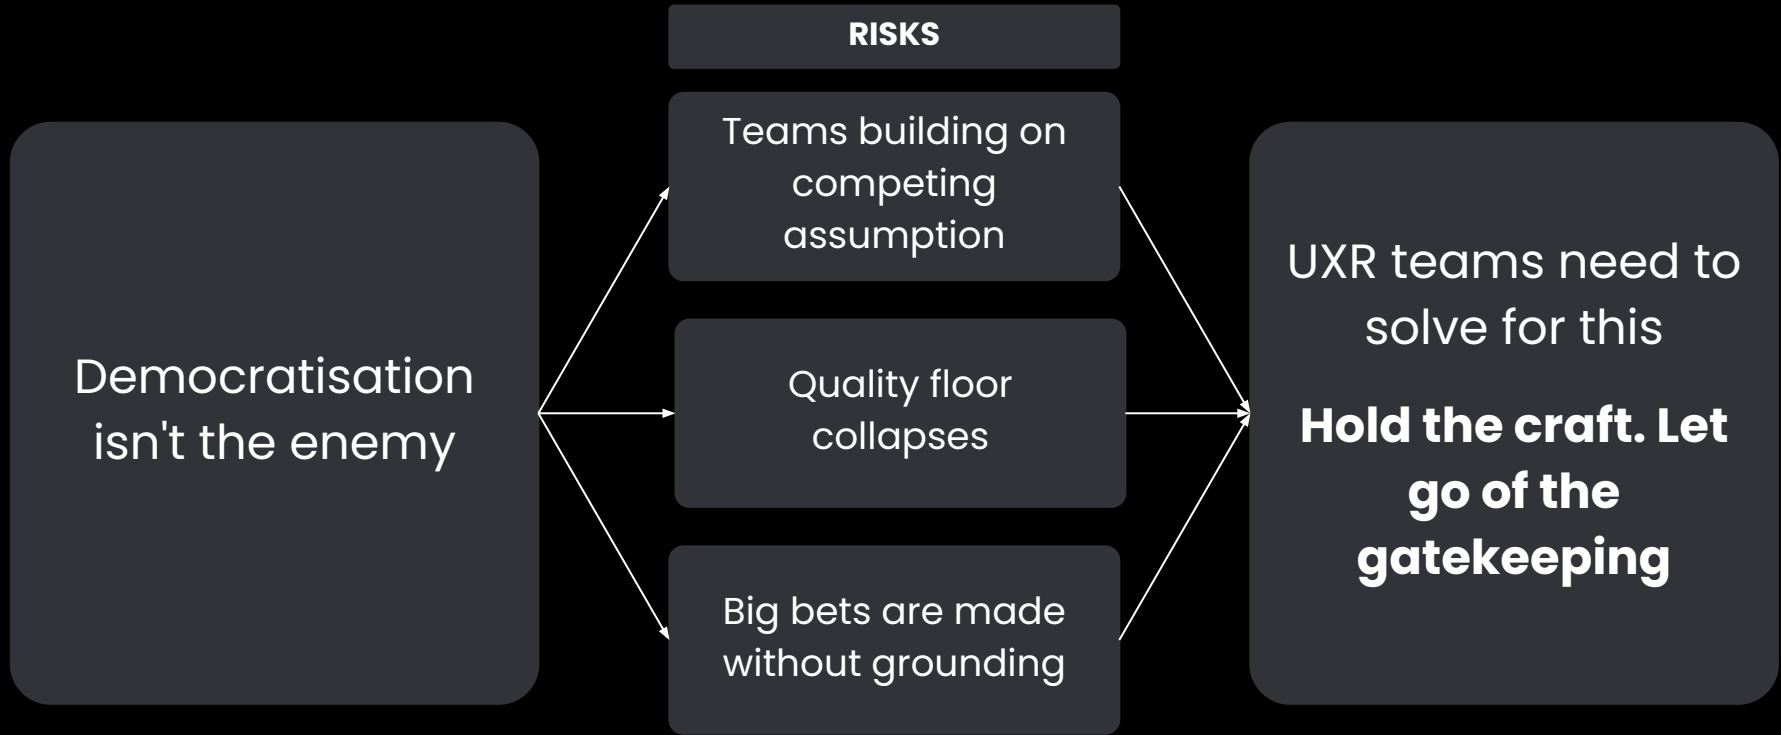 RISKS
Democratisation
isn't the enemy
Teams building on
competing
assumption
Quality floor
collapses
Big bets are made
without grounding
UXR teams need to
solve for this
Hold the craft. Let
go of the
gatekeeping